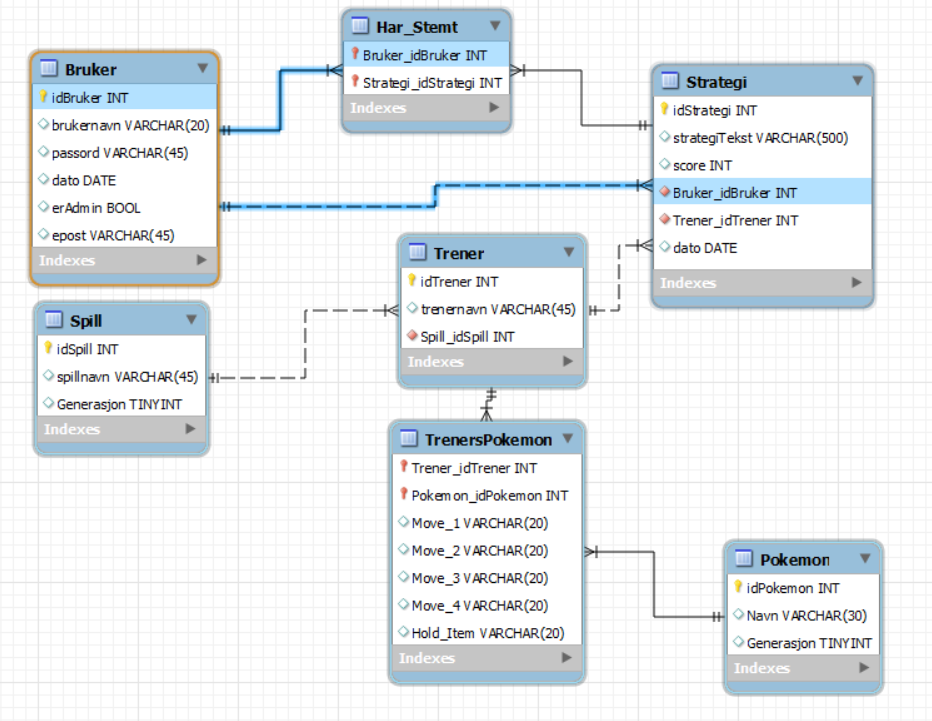 Bruker
idBruker INT
brukernavn VARCHAR(20)
passord VARCHAR(45)
dato DATE
erAdmin BOOL
epost VARCHAR(45)
Indexes
Har_Stemt
Bruker_idBruker INT
Strategi_idStrategi INT
Indexes
Strategi
idStrategi INT
strategiTekst VARCHAR(500)
score INT
Bruker_idBruker INT
Trener_idTrener INT
dato DATE
Indexes
Spill
idSpill INT
spillnavn VARCHAR(45)
Generasjon TINYINT
Indexes
Trener
idTrener INT
trenernavn VARCHAR(45)
Spill_idSpill INT
Indexes
TrenersPokemon
Trener_idTrener INT
Pokemon_idPokemon INT
Move_1 VARCHAR(20)
Move_2 VARCHAR(20)
Move_3 VARCHAR(20)
Move_4 VARCHAR(20)
Hold_Item VARCHAR(20)
Indexes
Pokemon
idPokemon INT
Navn VARCHAR(30)
Generasjon TINYINT
Indexes